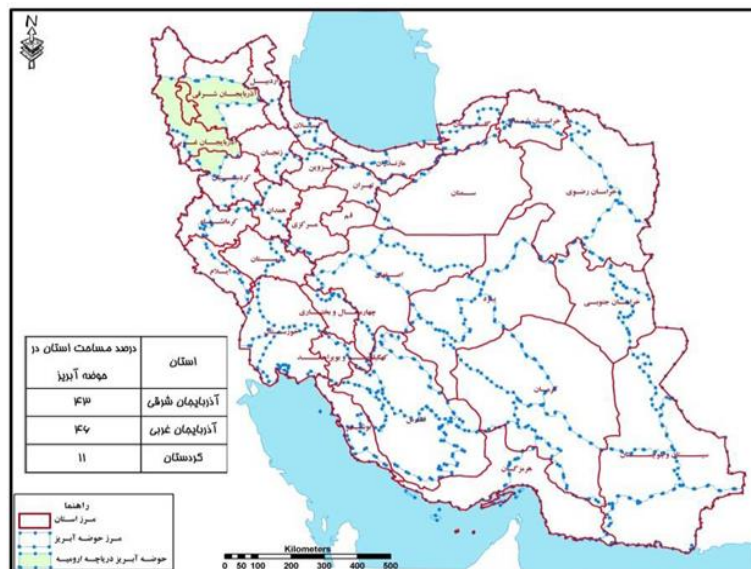 N
اردبیل
آذربایجان شرقی
آذربایجان غربی
گیلان
زنجان
کردستان
قزوین
مازندران
تهران
سمنان
خراسان شمالی
خراسان رضوی
همدان
مرکزی
قم
کرمانشاه
لرستان
ایلام
اصفهان
یزد
خراسان جنوبی
چهارمحال و بختیاری
خوزستان
کهگیلویه و بویراحمد
کرمان
هرمزگان
سیستان و بلوچستان
استان
درصد مساحت استان در
حوضه آبریز
آذربایجان شرقی
۴۳
آذربایجان غربی
۴۶
کردستان
۱۱
راهنما
مرز استان
مرز حوضه آبریز
حوضه آبریز دریاچه ارومیه
Kilometers
0 50 100 200 300 400 500